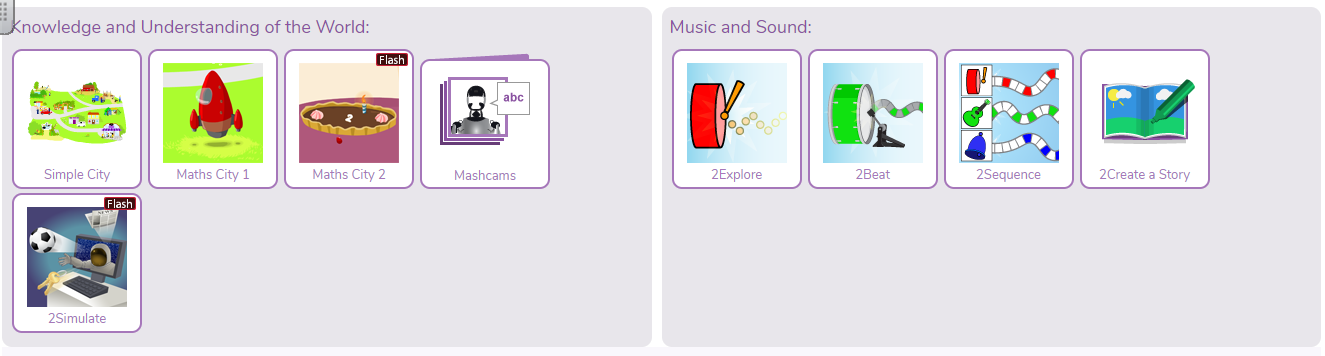 Knowledge and Understanding of the World:
Simple City
Maths City 1
Flash
Maths City 2
abc
Mashcams
Flash
2Simulate
Music and Sound:
2Explore
2Beat
2Sequence
2Create a Story